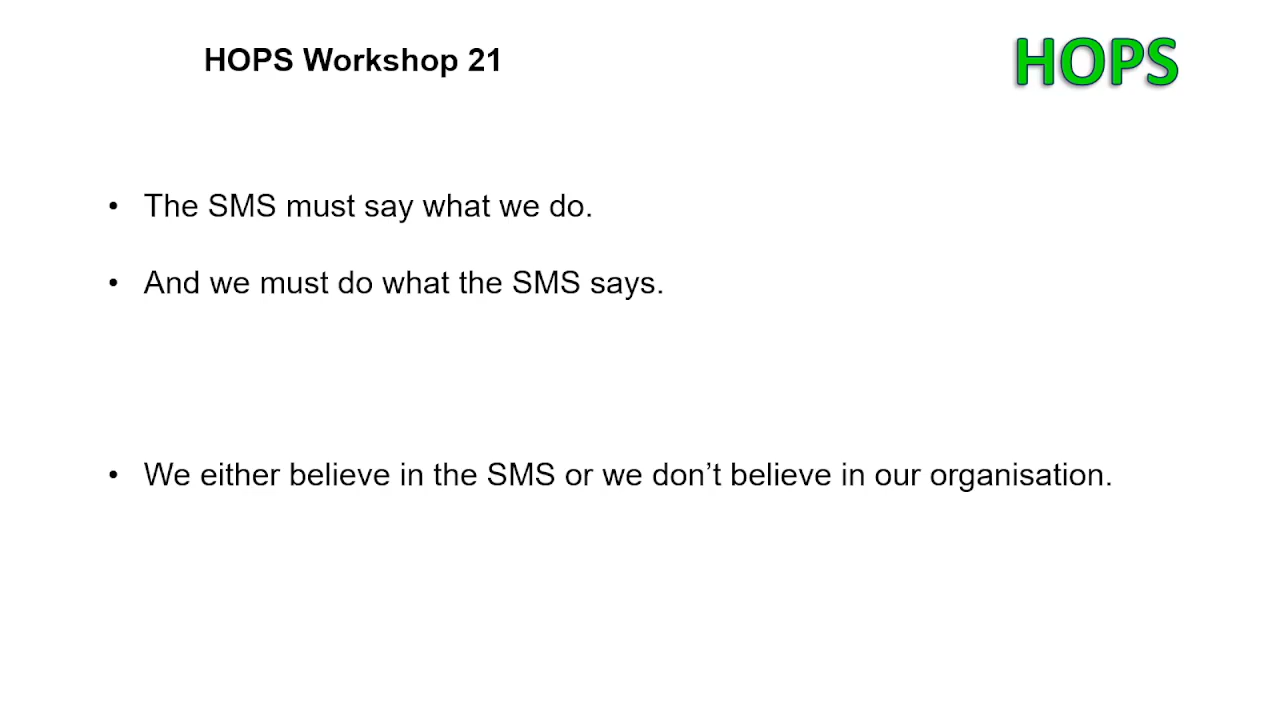 HOPS Workshop 21
HOPS
• The SMS must say what we do.
• And we must do what the SMS says.
• We either believe in the SMS or we don’t believe in our organisation.